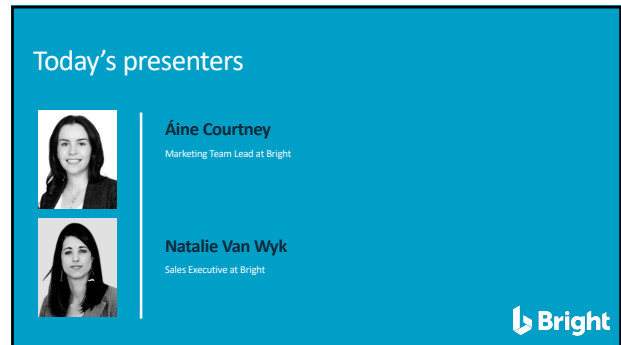 Today’s presenters
Áine Courtney
Marketing Team Lead at Bright
Natalie Van Wyk
Sales Executive at Bright
Bright